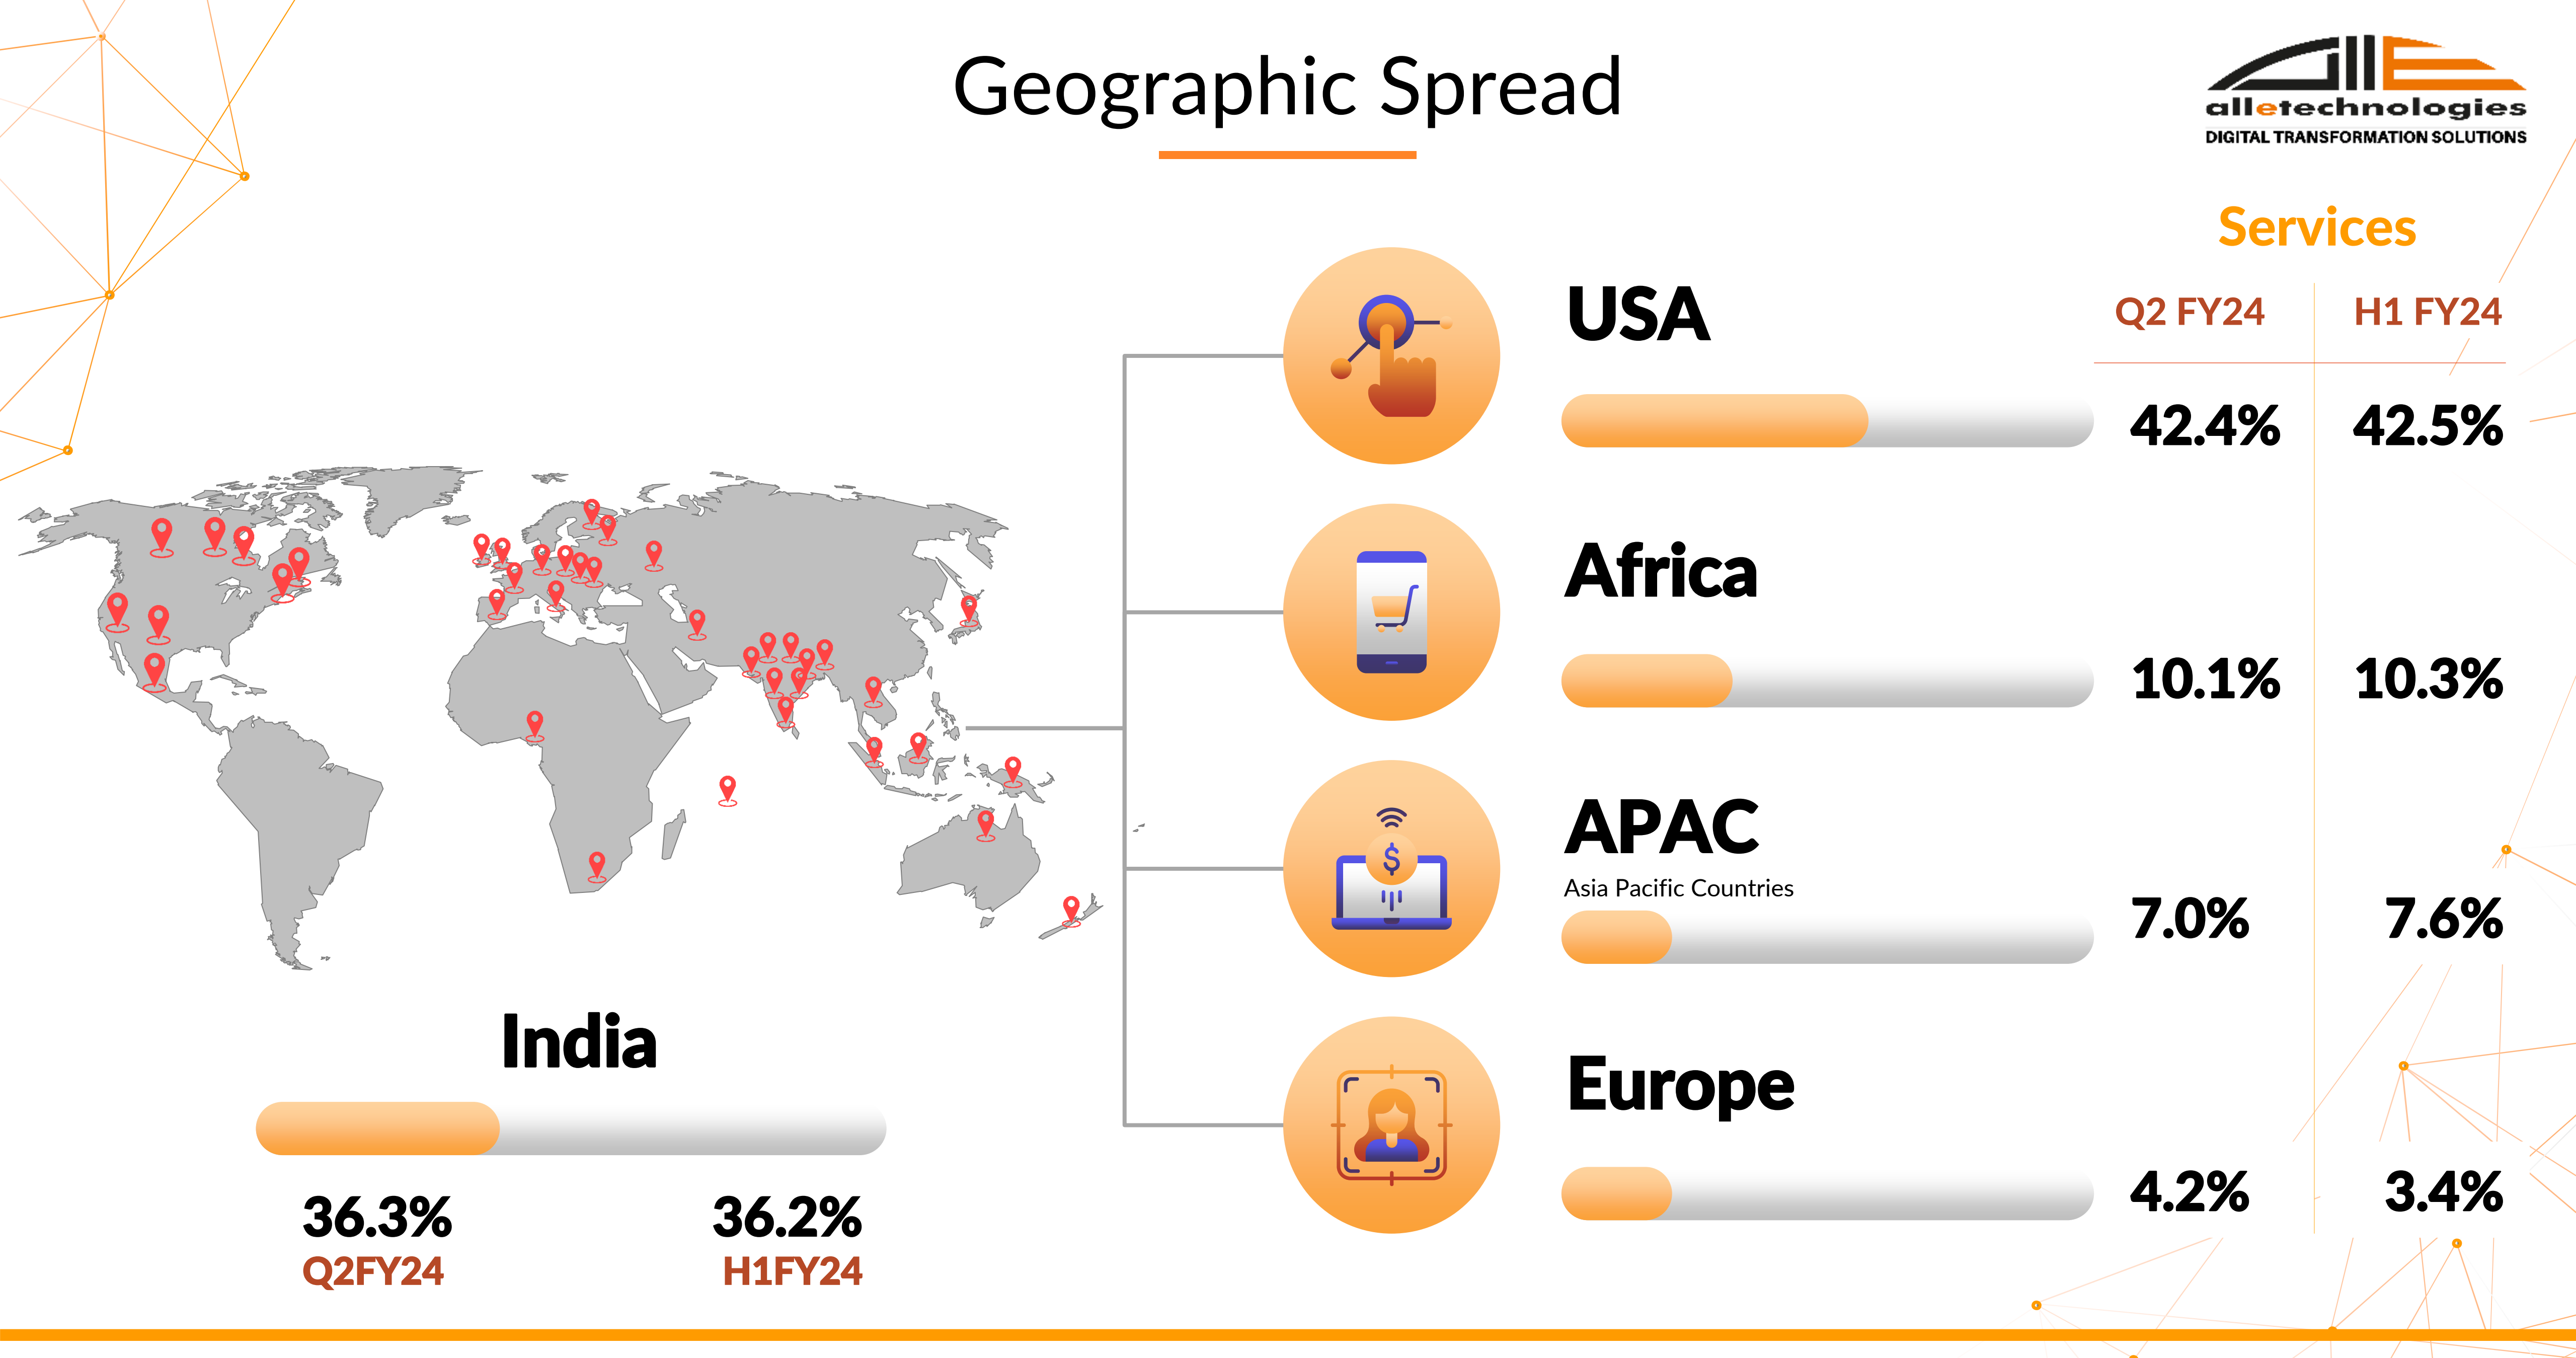 Geographic Spread
alletechnologies
DIGITAL TRANSFORMATION SOLUTIONS
Services
Q2 FY24 H1 FY24
USA
42.4% 42.5%
Africa
10.1% 10.3%
APAC
Asia Pacific Countries
7.0% 7.6%
$
Europe
4.2% 3.4%
India
36.3% 36.2%
Q2FY24 H1FY24